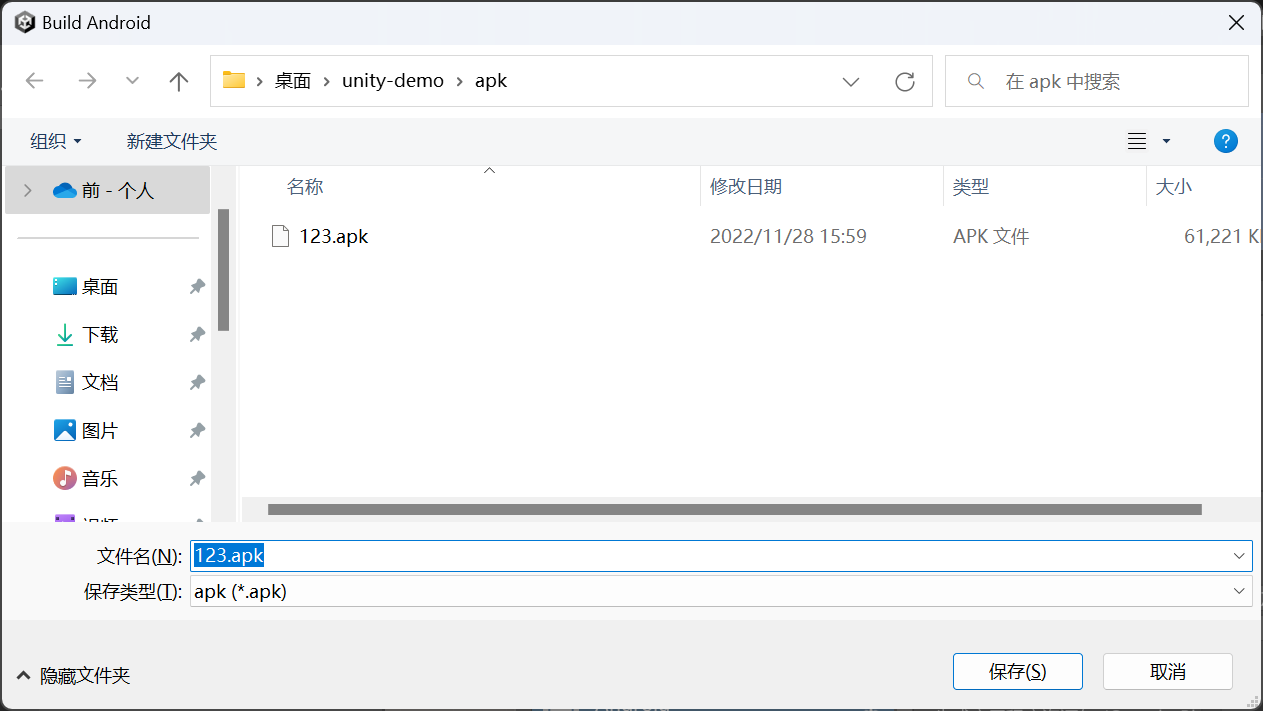 Build Android
桌面 unity-demo apk
在 apk 中搜索
组织 新建文件夹
前 - 个人
名称 修改日期 类型 大小
123.apk 2022/11/28 15:59 APK 文件 61,221
桌面
下载
文档
图片
音乐
文件名(N): 123.apk
保存类型(T): apk (*.apk)
隐藏文件夹 保存(S) 取消